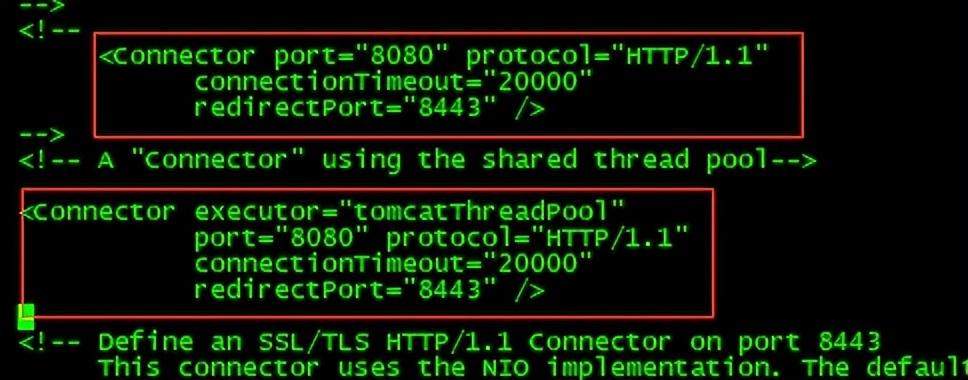 -->
<!--
<Connector port="8080" protocol="HTTP/1.1"
connectionTimeout="20000"
redirectPort="8443" />
-->
<!-- A "Connector" using the shared thread pool-->
<Connector executor="tomcatThreadPool"
port="8080" protocol="HTTP/1.1"
connectionTimeout="20000"
redirectPort="8443" />
<!-- Define an SSL/TLS HTTP/1.1 Connector on port 8443
This connector uses the NIO implementation. The default